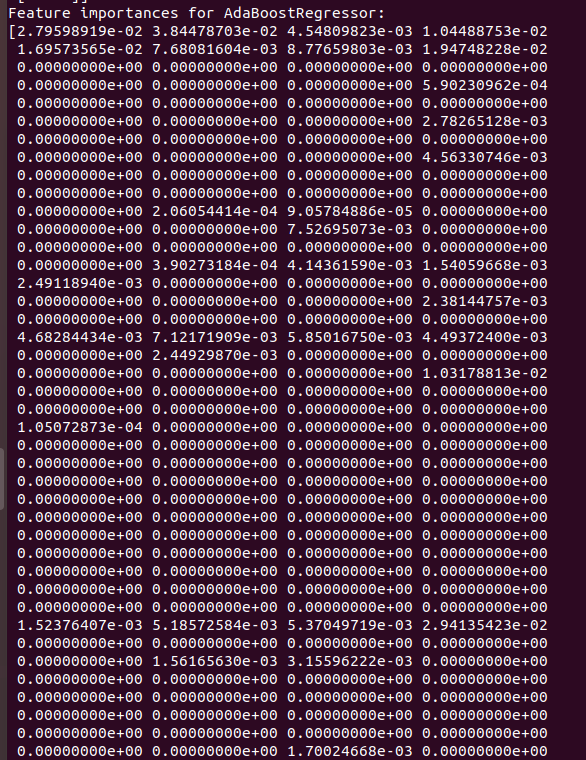 Feature importances for AdaBoostRegressor:
[2.79598919e-02 3.84478703e-02 4.54809823e-03 1.04488753e-02
1.69573565e-02 7.68081604e-03 8.77659803e-03 1.94748228e-02
0.00000000e+00 0.00000000e+00 0.00000000e+00 0.00000000e+00
0.00000000e+00 0.00000000e+00 0.00000000e+00 5.90230962e-04
0.00000000e+00 0.00000000e+00 0.00000000e+00 0.00000000e+00
0.00000000e+00 0.00000000e+00 0.00000000e+00 2.78265128e-03
0.00000000e+00 0.00000000e+00 0.00000000e+00 0.00000000e+00
0.00000000e+00 0.00000000e+00 0.00000000e+00 4.56330746e-03
0.00000000e+00 0.00000000e+00 0.00000000e+00 0.00000000e+00
0.00000000e+00 0.00000000e+00 0.00000000e+00 0.00000000e+00
0.00000000e+00 2.06054414e-04 9.05784886e-05 0.00000000e+00
0.00000000e+00 0.00000000e+00 7.52695073e-03 0.00000000e+00
0.00000000e+00 0.00000000e+00 0.00000000e+00 0.00000000e+00
0.00000000e+00 3.90273184e-04 4.14361590e-03 1.54059668e-03
2.49118940e-03 0.00000000e+00 0.00000000e+00 0.00000000e+00
0.00000000e+00 0.00000000e+00 0.00000000e+00 2.38144757e-03
0.00000000e+00 0.00000000e+00 0.00000000e+00 0.00000000e+00
4.68284434e-03 7.12171909e-03 5.85016750e-03 4.49372400e-03
0.00000000e+00 2.44929870e-03 0.00000000e+00 0.00000000e+00
0.00000000e+00 0.00000000e+00 0.00000000e+00 1.03178813e-02
0.00000000e+00 0.00000000e+00 0.00000000e+00 0.00000000e+00
0.00000000e+00 0.00000000e+00 0.00000000e+00 0.00000000e+00
1.05072873e-04 0.00000000e+00 0.00000000e+00 0.00000000e+00
0.00000000e+00 0.00000000e+00 0.00000000e+00 0.00000000e+00
0.00000000e+00 0.00000000e+00 0.00000000e+00 0.00000000e+00
0.00000000e+00 0.00000000e+00 0.00000000e+00 0.00000000e+00
0.00000000e+00 0.00000000e+00 0.00000000e+00 0.00000000e+00
0.00000000e+00 0.00000000e+00 0.00000000e+00 0.00000000e+00
0.00000000e+00 0.00000000e+00 0.00000000e+00 0.00000000e+00
0.00000000e+00 0.00000000e+00 0.00000000e+00 0.00000000e+00
0.00000000e+00 0.00000000e+00 0.00000000e+00 0.00000000e+00
0.00000000e+00 0.00000000e+00 0.00000000e+00 0.00000000e+00
0.00000000e+00 0.00000000e+00 0.00000000e+00 0.00000000e+00
1.52376407e-03 5.18572584e-03 5.37049719e-03 2.94135423e-02
0.00000000e+00 0.00000000e+00 0.00000000e+00 0.00000000e+00
0.00000000e+00 1.56165630e-03 3.15596222e-03 0.00000000e+00
0.00000000e+00 0.00000000e+00 0.00000000e+00 0.00000000e+00
0.00000000e+00 0.00000000e+00 0.00000000e+00 0.00000000e+00
0.00000000e+00 0.00000000e+00 0.00000000e+00 0.00000000e+00
0.00000000e+00 0.00000000e+00 0.00000000e+00 0.00000000e+00
0.00000000e+00 0.00000000e+00 1.70024668e-03 0.00000000e+00